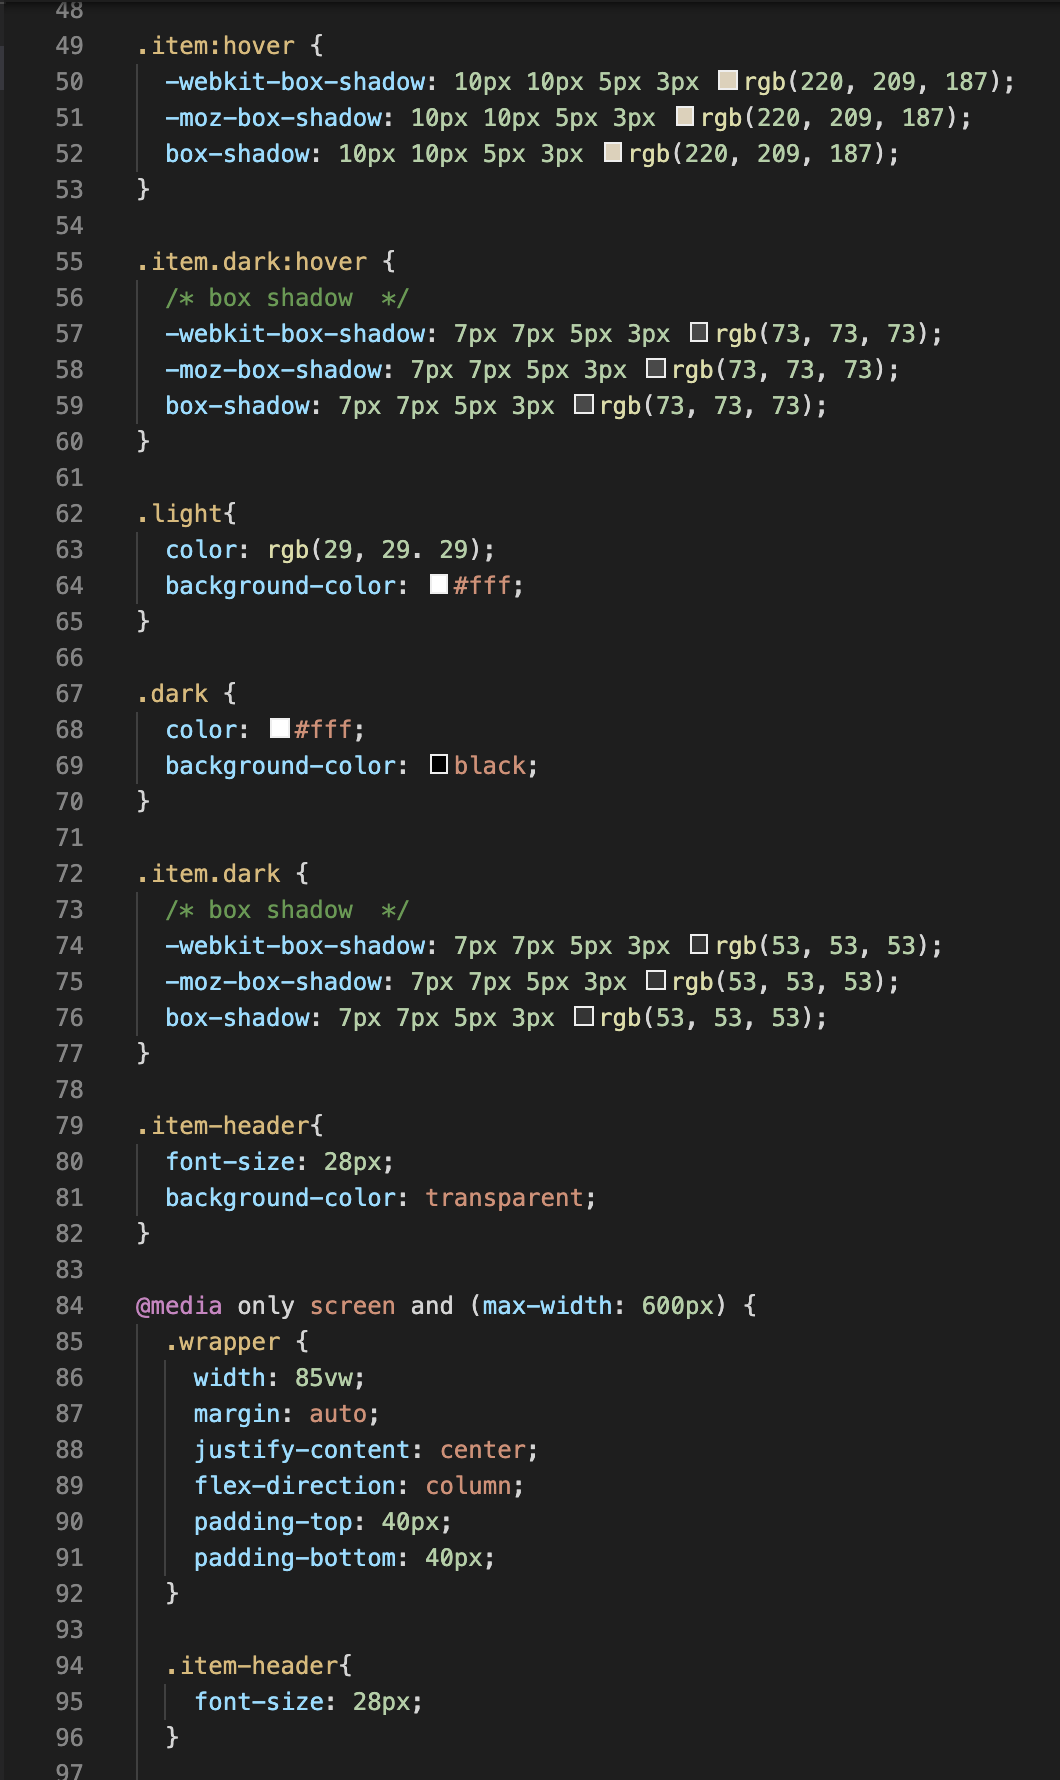 48
49 .item:hover {
50 -webkit-box-shadow: 10px 10px 5px 3px rgb(220, 209, 187);
51 -moz-box-shadow: 10px 10px 5px 3px rgb(220, 209, 187);
52 box-shadow: 10px 10px 5px 3px rgb(220, 209, 187);
53 }
54
55 .item.dark:hover {
56 /* box shadow  */
57 -webkit-box-shadow: 7px 7px 5px 3px rgb(73, 73, 73);
58 -moz-box-shadow: 7px 7px 5px 3px rgb(73, 73, 73);
59 box-shadow: 7px 7px 5px 3px rgb(73, 73, 73);
60 }
61
62 .light{
63 color: rgb(29, 29. 29);
64 background-color: #fff;
65 }
66
67 .dark {
68 color: #fff;
69 background-color: black;
70 }
71
72 .item.dark {
73 /* box shadow  */
74 -webkit-box-shadow: 7px 7px 5px 3px rgb(53, 53, 53);
75 -moz-box-shadow: 7px 7px 5px 3px rgb(53, 53, 53);
76 box-shadow: 7px 7px 5px 3px rgb(53, 53, 53);
77 }
78
79 .item-header{
80 font-size: 28px;
81 background-color: transparent;
82 }
83
84 @media only screen and (max-width: 600px) {
85 .wrapper {
86 width: 85vw;
87 margin: auto;
88 justify-content: center;
89 flex-direction: column;
90 padding-top: 40px;
91 padding-bottom: 40px;
92 }
93
94 .item-header{
95 font-size: 28px;
96 }
97